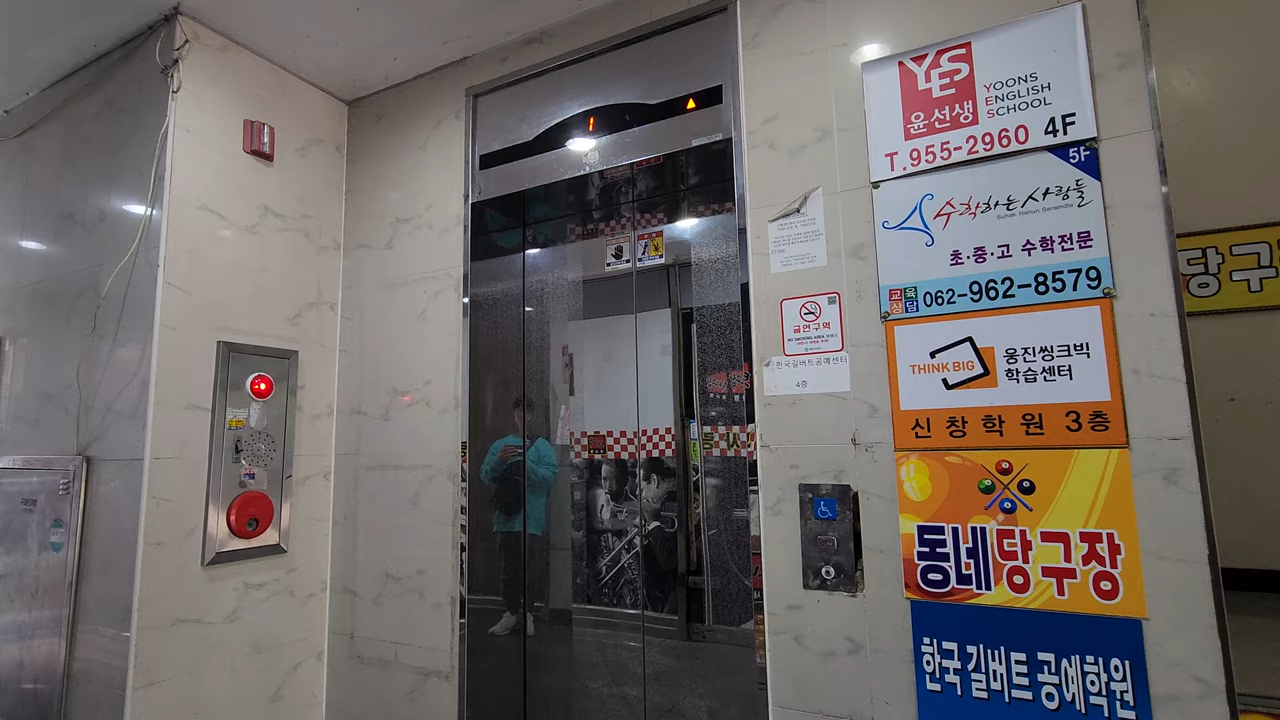 1
YES
YOONS
ENGLISH
SCHOOL
윤선생
T.955-2960 4F
5F
수학하는 사람들
Suhak Hanun Saramdle
초·중·고 수학전문
교육
상담
062-962-8579
금연구역
NO SMOKING AREA
한국길버트공예센터
4층
THINK BIG
웅진씽크빅
학습센터
신창학원 3층
동네당구장
한국 길버트 공예학원
당구